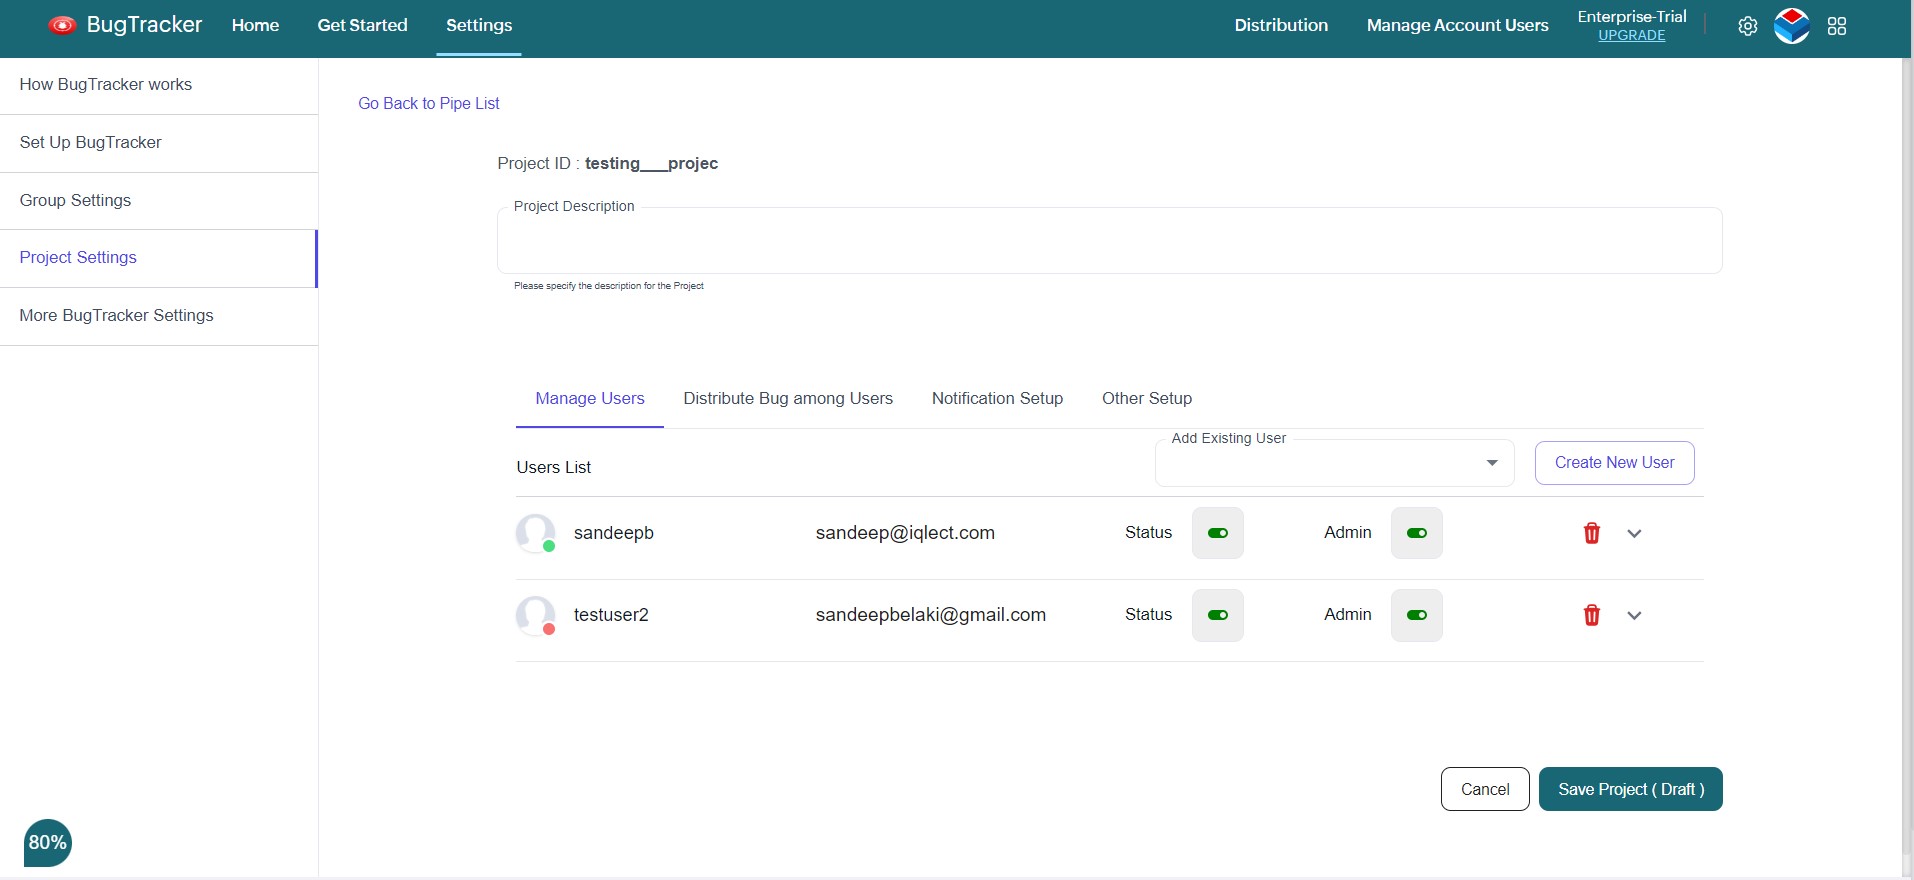 BugTracker Home Get Started Settings Distribution Manage Account Users Enterprise-Trial
UPGRADE
How BugTracker works
Set Up BugTracker
Group Settings
Project Settings
More BugTracker Settings
80%
Go Back to Pipe List
Project ID : testing___projec
Project Description
Please specify the description for the Project
Manage Users Distribute Bug among Users Notification Setup Other Setup
Users List Add Existing User Create New User
sandeepb sandeep@iqlect.com Status Admin
testuser2 sandeepbelaki@gmail.com Status Admin
Cancel Save Project ( Draft )